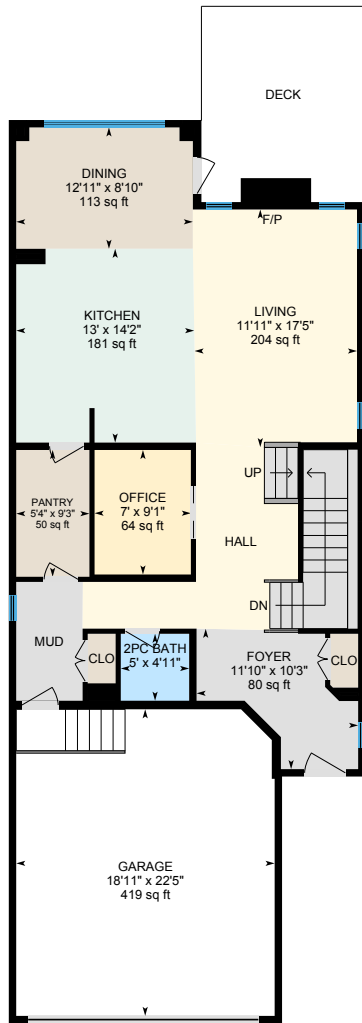 DECK
DINING
12'11" x 8'10"
113 sq ft
F/P
KITCHEN
13' x 14'2"
181 sq ft
LIVING
11'11" x 17'5"
204 sq ft
UP
PANTRY
5'4" x 9'3"
50 sq ft
OFFICE
7' x 9'1"
64 sq ft
HALL
DN
MUD
CLO
2PC BATH
5' x 4'11"
FOYER
11'10" x 10'3"
80 sq ft
CLO
GARAGE
18'11" x 22'5"
419 sq ft